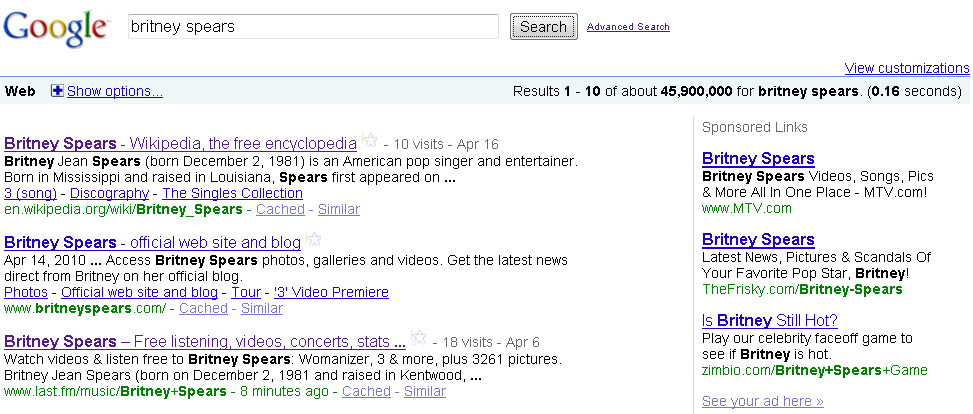 Google
britney spears
Search
Advanced Search
View customizations
Web Show options...
Results 1 - 10 of about 45,900,000 for britney spears. (0.16 seconds)
Britney Spears - Wikipedia, the free encyclopedia - 10 visits - Apr 16
Britney Jean Spears (born December 2, 1981) is an American pop singer and entertainer.
Born in Mississippi and raised in Louisiana, Spears first appeared on ...
3 (song) - Discography - The Singles Collection
en.wikipedia.org/wiki/Britney_Spears - Cached - Similar
Britney Spears - official web site and blog
Apr 14, 2010 ... Access Britney Spears photos, galleries and videos. Get the latest news
direct from Britney on her official blog.
Photos - Official web site and blog - Tour - '3' Video Premiere
www.britneyspears.com/ - Cached - Similar
Britney Spears – Free listening, videos, concerts, stats ... - 18 visits - Apr 6
Watch videos & listen free to Britney Spears: Womanizer, 3 & more, plus 3261 pictures.
Britney Jean Spears (born on December 2, 1981 and raised in Kentwood, ...
www.last.fm/music/Britney+Spears - 8 minutes ago - Cached - Similar
Sponsored Links
Britney Spears
Britney Spears Videos, Songs, Pics
& More All In One Place - MTV.com!
www.MTV.com
Britney Spears
Latest News, Pictures & Scandals Of
Your Favorite Pop Star, Britney!
TheFrisky.com/Britney-Spears
Is Britney Still Hot?
Play our celebrity faceoff game to
see if Britney is hot.
zimbio.com/Britney+Spears+Game
See your ad here »